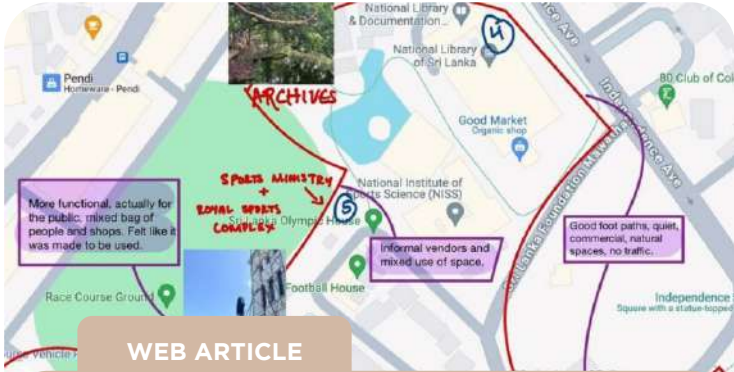 National Library
& Documentation...
4
National Library
of Sri Lanka
Independence Ave
80 Club of Col
Pendi
Homeware - Pendi
ARCHIVES
Good Market
Organic shop
SPORTS MINISTRY
+
ROYAL SPORTS
COMPLEX
National Institute of
Sports Science (NISS)
5
Sri Lanka Olympic House
More functional, actually for
the public, mixed bag of
people and shops. Felt like it
was made to be used.
Informal vendors and
mixed use of space.
Independence Ave
Sri Lanka Foundation Mawatha
Good foot paths, quiet,
commercial, natural
spaces, no traffic.
Football House
Race Course Ground
Independence
Square with a statue-topped
WEB ARTICLE